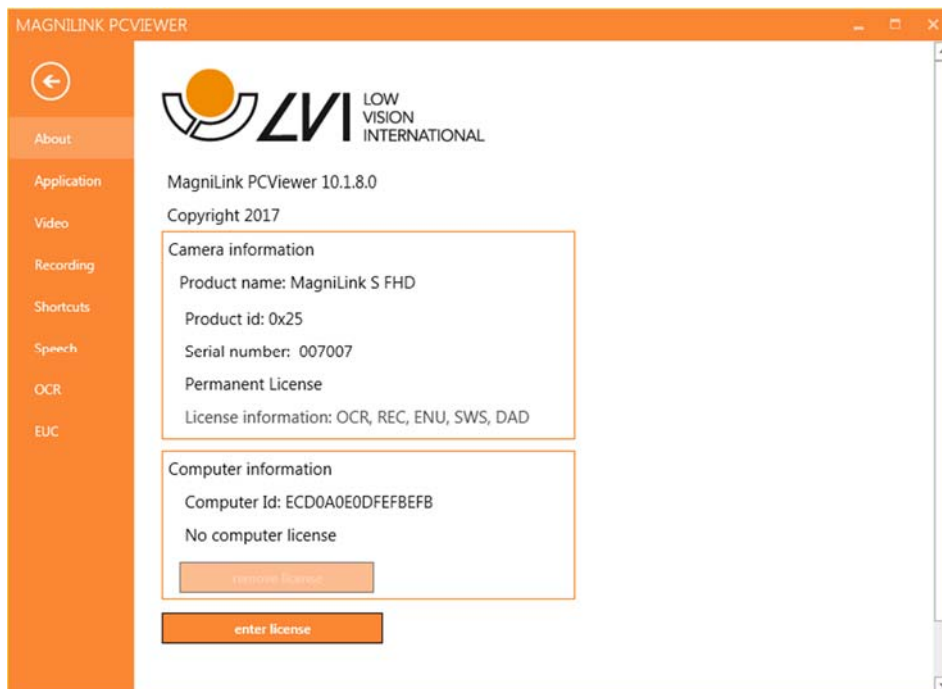 MAGNILINK PCVIEWER
About
Application
Video
Recording
Shortcuts
Speech
OCR
EUC
LVI
LOW
VISION
INTERNATIONAL
MagniLink PCViewer 10.1.8.0
Copyright 2017
Camera information
Product name: MagniLink S FHD
Product id: 0x25
Serial number: 007007
Permanent License
License information: OCR, REC, ENU, SWS, DAD
Computer information
Computer Id: ECD0A0E0DFEFBEFB
No computer license
remove license
enter license